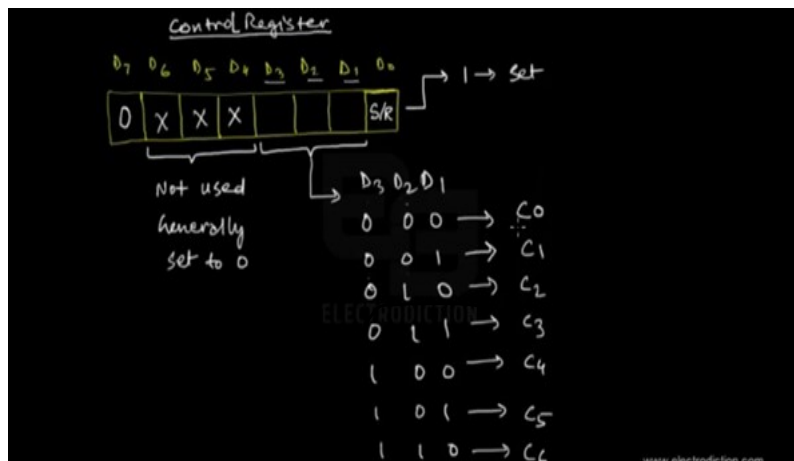 Control Register
D7 D6 D5 D4 D3 D2 D1 D0
0 X X X S/R → 1 → Set
Not used
Generally
set to 0
D3 D2 D1
0 0 0 → C0
0 0 1 → C1
0 1 0 → C2
0 1 1 → C3
1 0 0 → C4
1 0 1 → C5
1 1 0 → C6
ELECTRODICTION
www.electrodiction.com